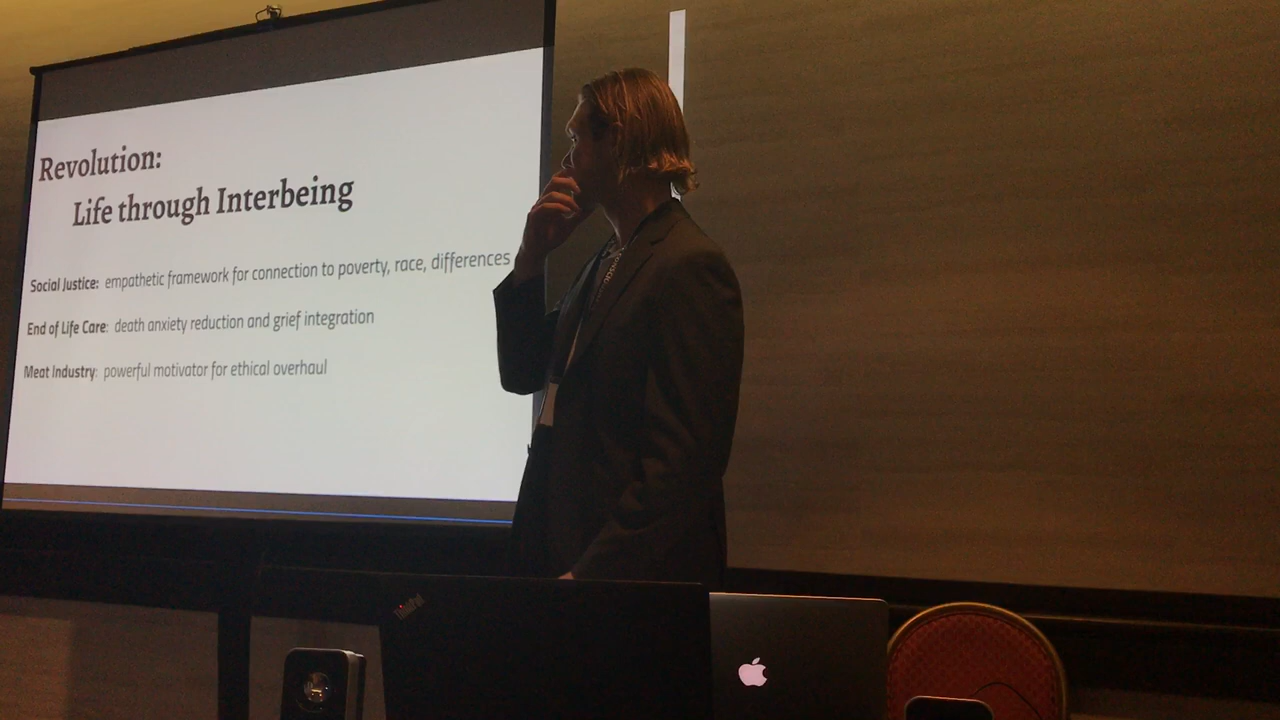 Revolution:
Life through Interbeing
Social Justice: empathetic framework for connection to poverty, race, differences
End of Life Care: death anxiety reduction and grief integration
Meat Industry: powerful motivator for ethical overhaul
ThinkPad